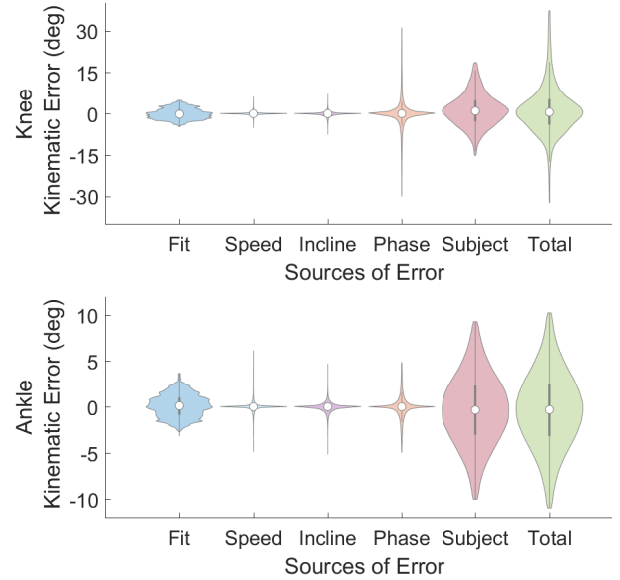 Knee
Kinematic Error (deg)
30
15
0
-15
-30
Fit Speed Incline Phase Subject Total
Sources of Error
Ankle
Kinematic Error (deg)
10
5
0
-5
-10
Fit Speed Incline Phase Subject Total
Sources of Error